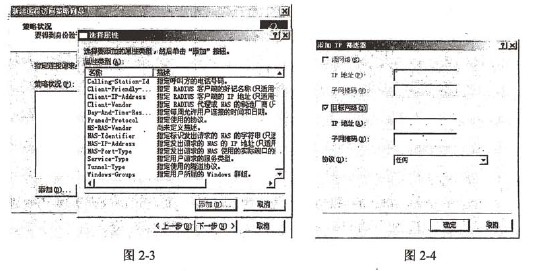 新建远程访问策略向导
策略状况
要得到身份验
指定连接请求
策略状况(P):
添加(D)...
选择属性
选择要添加的属性类型，然后单击“添加”按钮。
属性类型(A):
名称 描述
Calling-Station-Id 指定呼叫方的电话号码。
Client-Friendly-... 指定 RADIUS 客户端的好记名称(只适用
Client-IP-Address 指定 RADIUS 客户端的 IP 地址(只适用
Client-Vendor 指定 RADIUS 代理或 NAS 的制造厂商(只
Day-And-Time-Res... 指定每周允许用户连接的时间和日期。
Framed-Protocol 指定使用的协议。
MS-RAS-Vendor 尚未定义描述。
NAS-Identifier 指定标识发出请求的 NAS 的字符串(只适
NAS-IP-Address 指定发出请求的 NAS 的 IP 地址(只适用
NAS-Port-Type 指定发出请求的 NAS 使用的实际端口的
Service-Type 指定用户请求的服务类型。
Tunnel-Type 指定使用的隧道协议。
Windows-Groups 指定用户所属的 Windows 群组。
添加(D)... 取消
<上一步(B) 下一步(N)> 取消
图 2-3
添加 IP 筛选器
源网络(S)
IP 地址(P):
子网掩码(U):
目标网络(D)
IP 地址(D):
子网掩码(U):
协议(O): 任何
确定 取消
图 2-4